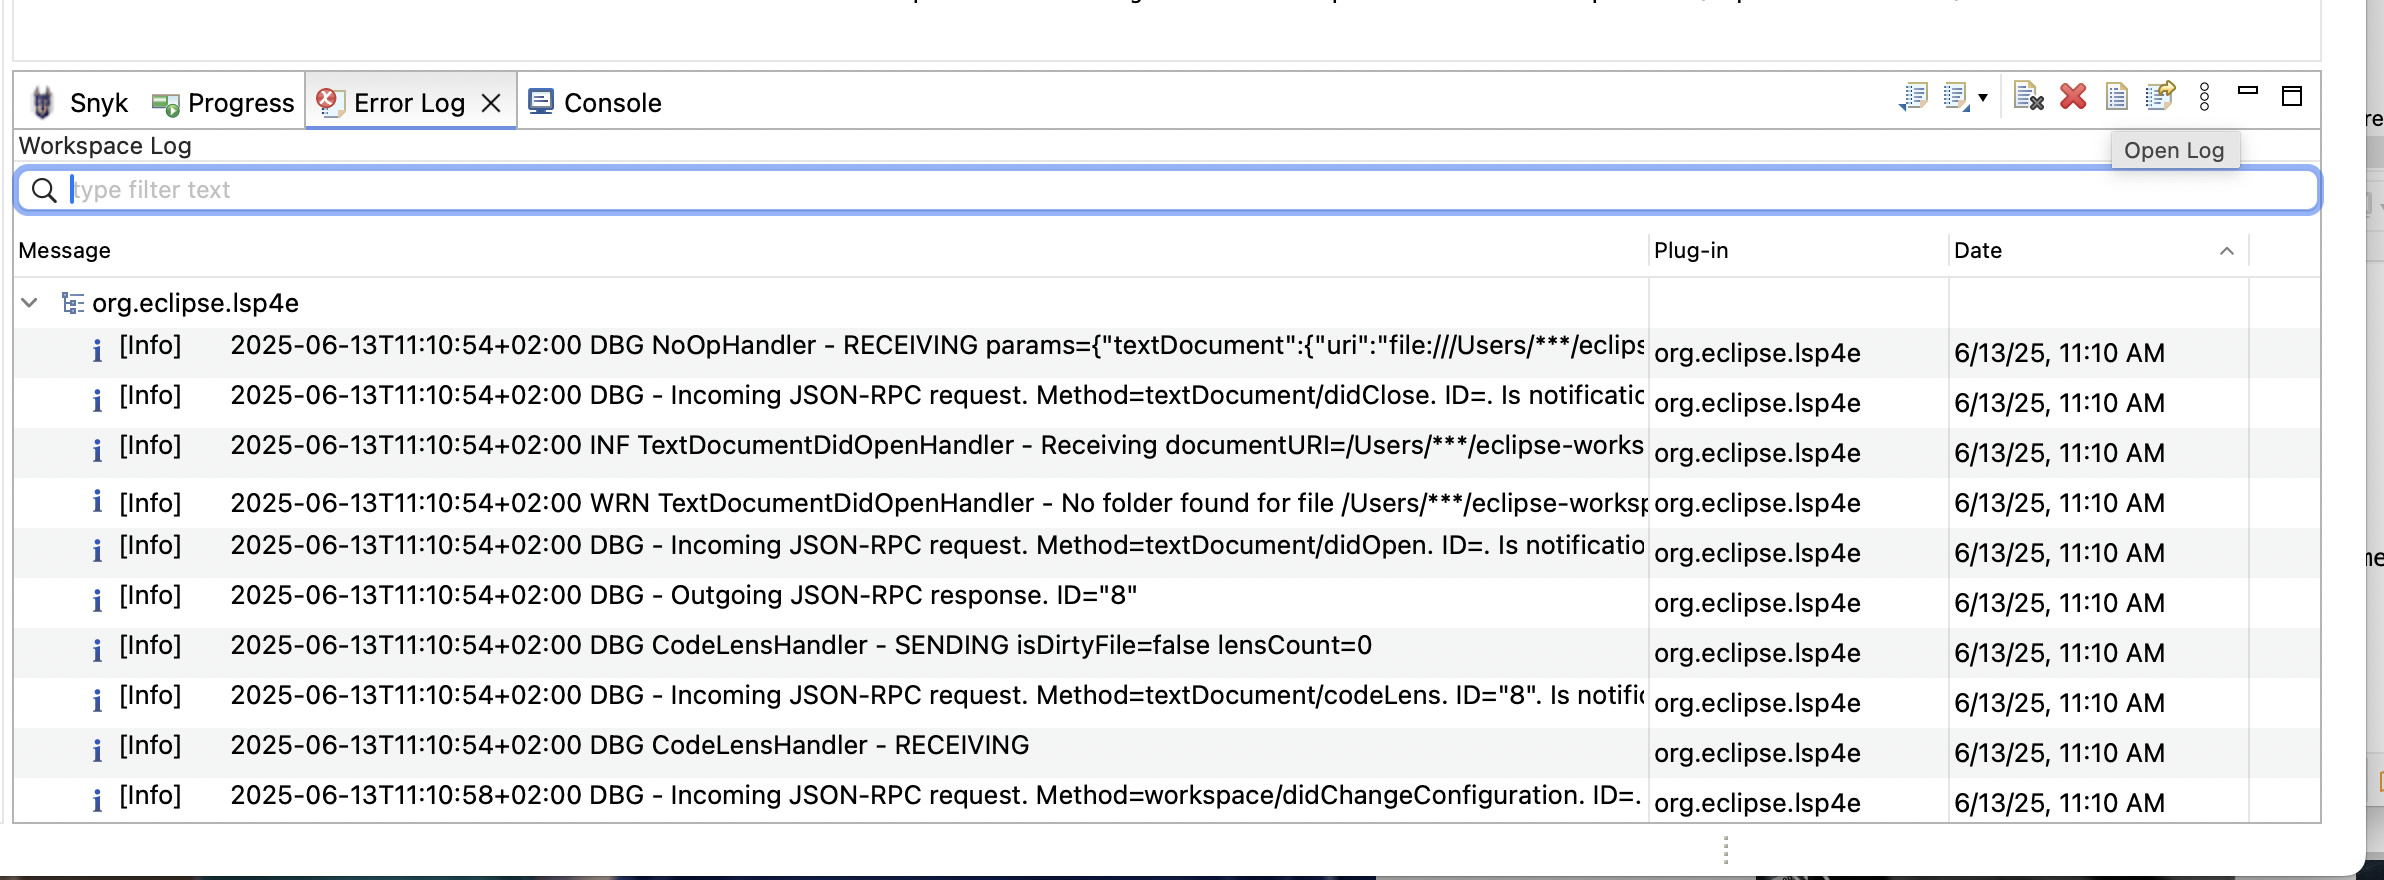 Snyk Progress Error Log Console
Workspace Log
Open Log
type filter text
Message Plug-in Date
org.eclipse.lsp4e
[Info] 2025-06-13T11:10:54+02:00 DBG NoOpHandler - RECEIVING params={"textDocument":{"uri":"file:///Users/***/eclips org.eclipse.lsp4e 6/13/25, 11:10 AM
[Info] 2025-06-13T11:10:54+02:00 DBG - Incoming JSON-RPC request. Method=textDocument/didClose. ID=. Is notificatic org.eclipse.lsp4e 6/13/25, 11:10 AM
[Info] 2025-06-13T11:10:54+02:00 INF TextDocumentDidOpenHandler - Receiving documentURI=/Users/***/eclipse-works org.eclipse.lsp4e 6/13/25, 11:10 AM
[Info] 2025-06-13T11:10:54+02:00 WRN TextDocumentDidOpenHandler - No folder found for file /Users/***/eclipse-worksp org.eclipse.lsp4e 6/13/25, 11:10 AM
[Info] 2025-06-13T11:10:54+02:00 DBG - Incoming JSON-RPC request. Method=textDocument/didOpen. ID=. Is notificatio org.eclipse.lsp4e 6/13/25, 11:10 AM
[Info] 2025-06-13T11:10:54+02:00 DBG - Outgoing JSON-RPC response. ID="8" org.eclipse.lsp4e 6/13/25, 11:10 AM
[Info] 2025-06-13T11:10:54+02:00 DBG CodeLensHandler - SENDING isDirtyFile=false lensCount=0 org.eclipse.lsp4e 6/13/25, 11:10 AM
[Info] 2025-06-13T11:10:54+02:00 DBG - Incoming JSON-RPC request. Method=textDocument/codeLens. ID="8". Is notific org.eclipse.lsp4e 6/13/25, 11:10 AM
[Info] 2025-06-13T11:10:54+02:00 DBG CodeLensHandler - RECEIVING org.eclipse.lsp4e 6/13/25, 11:10 AM
[Info] 2025-06-13T11:10:58+02:00 DBG - Incoming JSON-RPC request. Method=workspace/didChangeConfiguration. ID=. org.eclipse.lsp4e 6/13/25, 11:10 AM